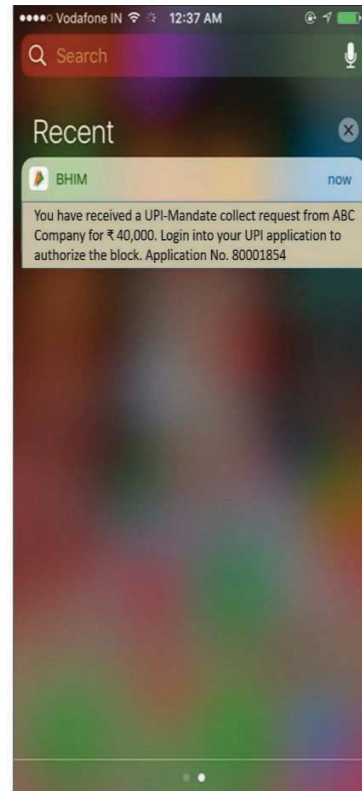 Vodafone IN 12:37 AM
Search
Recent
BHIM now
You have received a UPI-Mandate collect request from ABC
Company for ₹ 40,000. Login into your UPI application to
authorize the block. Application No. 80001854